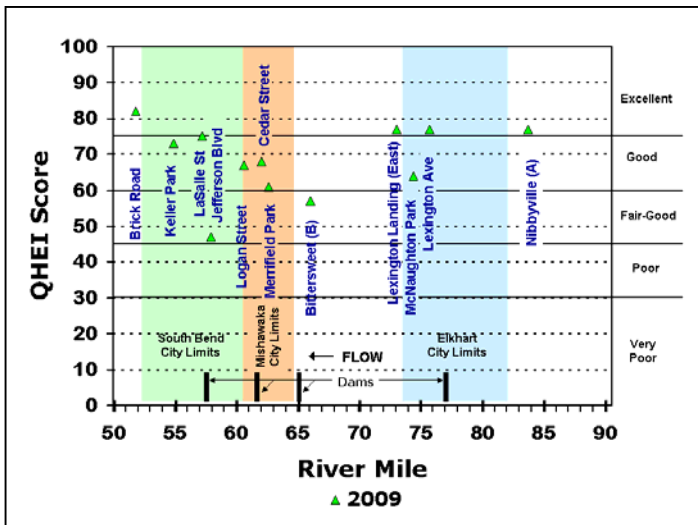 QHEI Score
100
90
80
70
60
50
40
30
20
10
0
Excellent
Good
Fair-Good
Poor
Very
Poor
Brick Road
Keller Park
LaSalle St
Jefferson Blvd
Logan Street
Cedar Street
Merrifield Park
Bittersweet (B)
Lexington Landing (East)
McNaughton Park
Lexington Ave
Nibbyville (A)
South Bend
City Limits
Mishawaka
City Limits
FLOW
Elkhart
City Limits
Dams
50 55 60 65 70 75 80 85 90
River Mile
2009